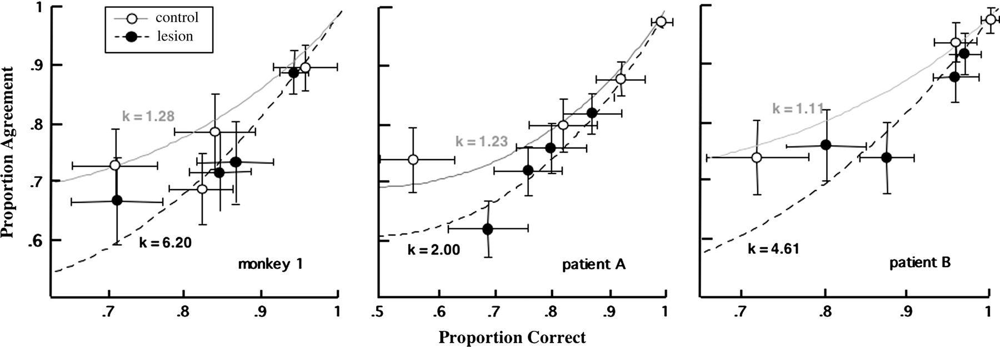 Proportion Agreement
1
.9
.8
.7
.6
control
lesion
k = 1.28
k = 6.20
monkey 1
.7 .8 .9 1
k = 1.23
k = 2.00
patient A
.5 .6 .7 .8 .9 1
k = 1.11
k = 4.61
patient B
.7 .8 .9 1
Proportion Correct